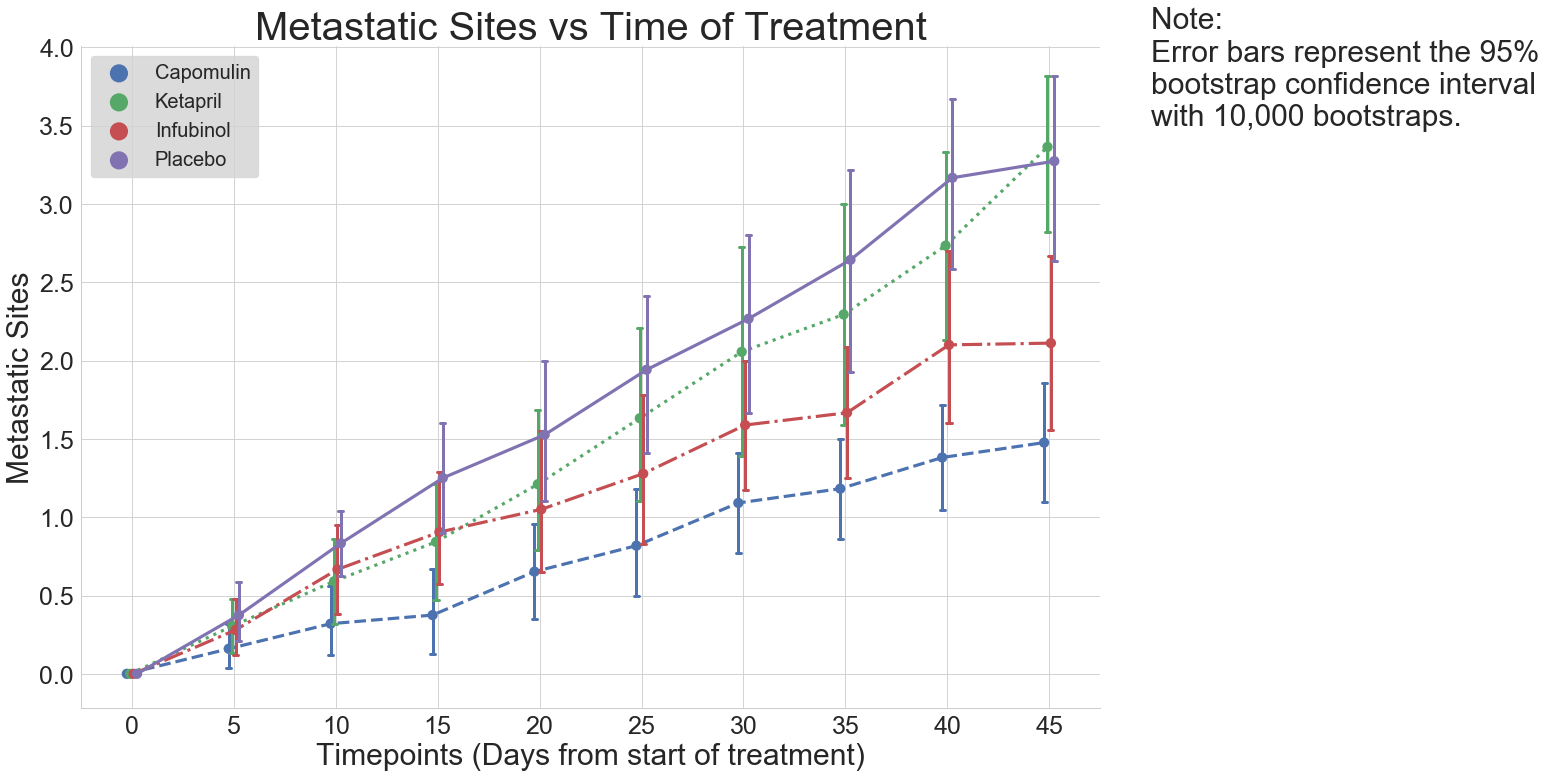 Metastatic Sites vs Time of Treatment
Note:
Error bars represent the 95%
bootstrap confidence interval
with 10,000 bootstraps.
Capomulin
Ketapril
Infubinol
Placebo
Metastatic Sites
4.0
3.5
3.0
2.5
2.0
1.5
1.0
0.5
0.0
0 5 10 15 20 25 30 35 40 45
Timepoints (Days from start of treatment)